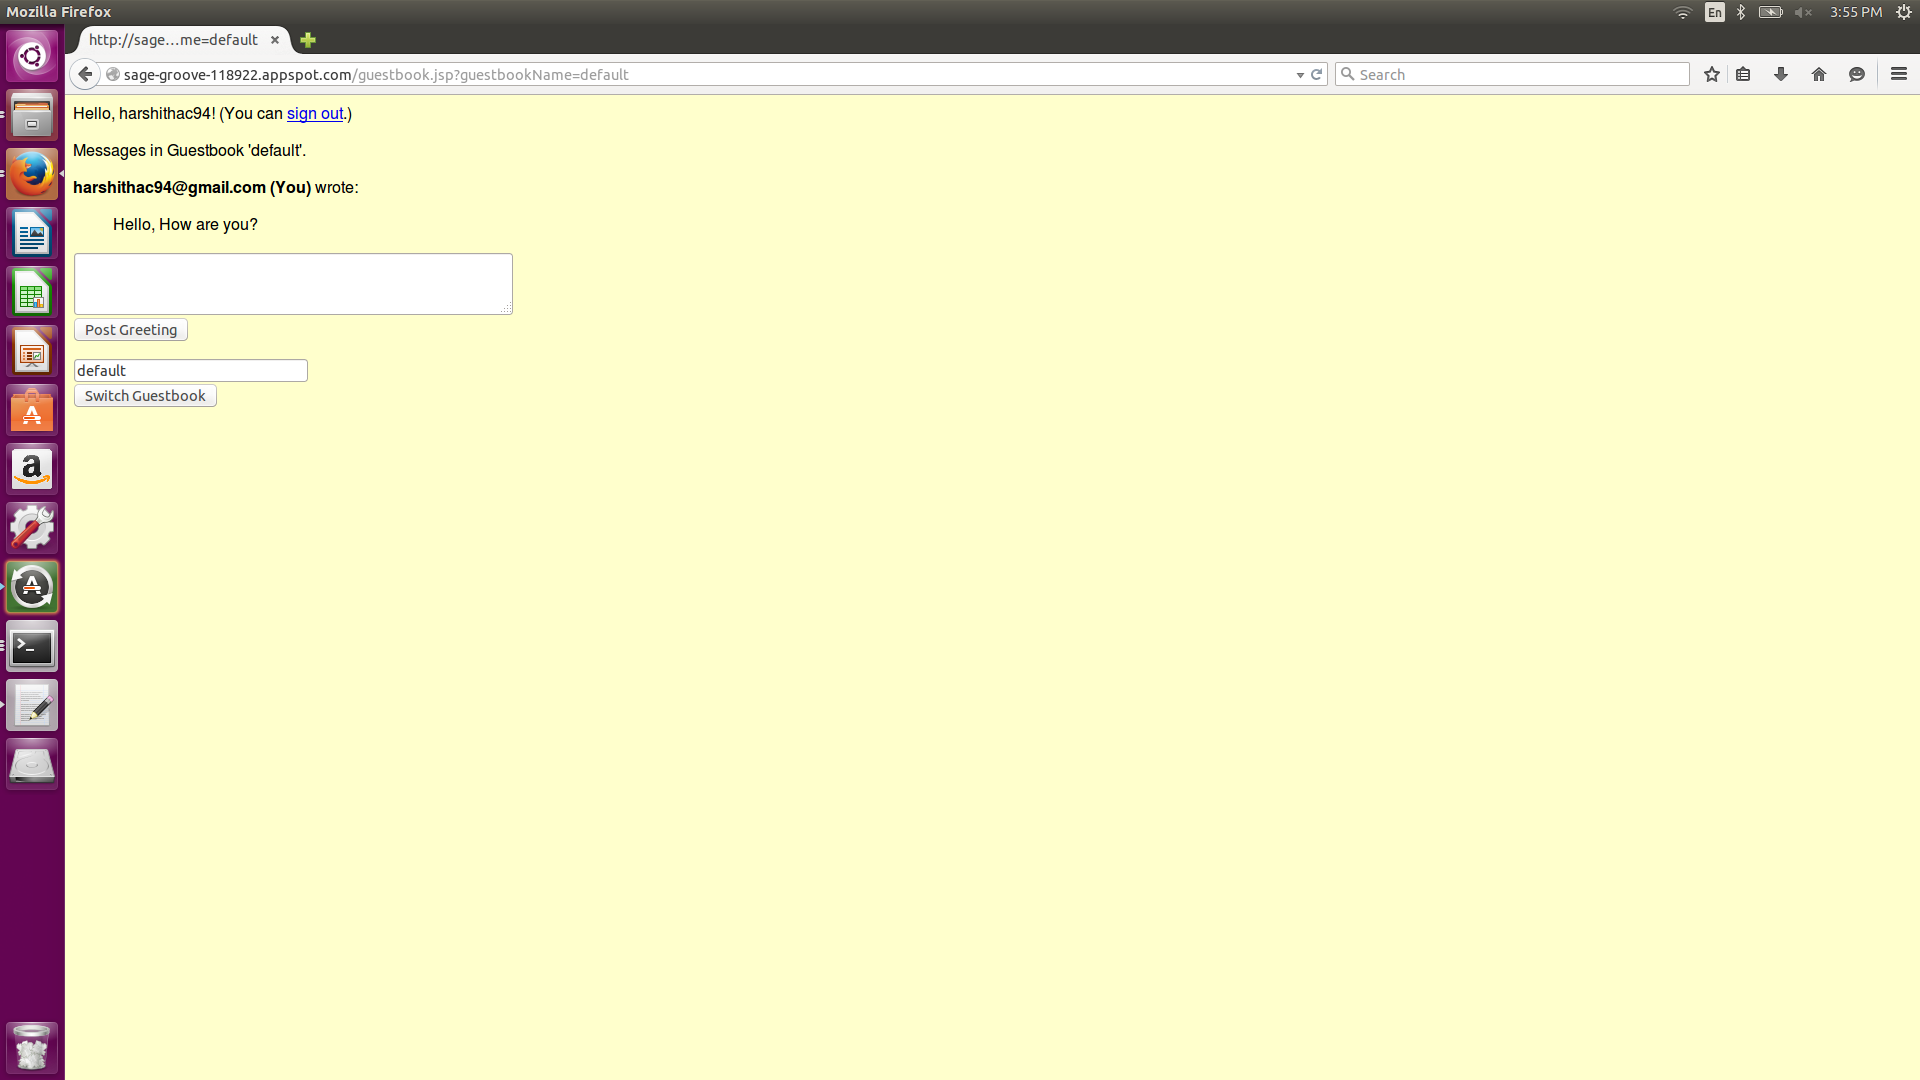 Mozilla Firefox
En
3:55 PM
http://sage...me=default
sage-groove-118922.appspot.com/guestbook.jsp?guestbookName=default
Search
Hello, harshithac94! (You can sign out.)
Messages in Guestbook 'default'.
harshithac94@gmail.com (You) wrote:
Hello, How are you?
Post Greeting
default
Switch Guestbook